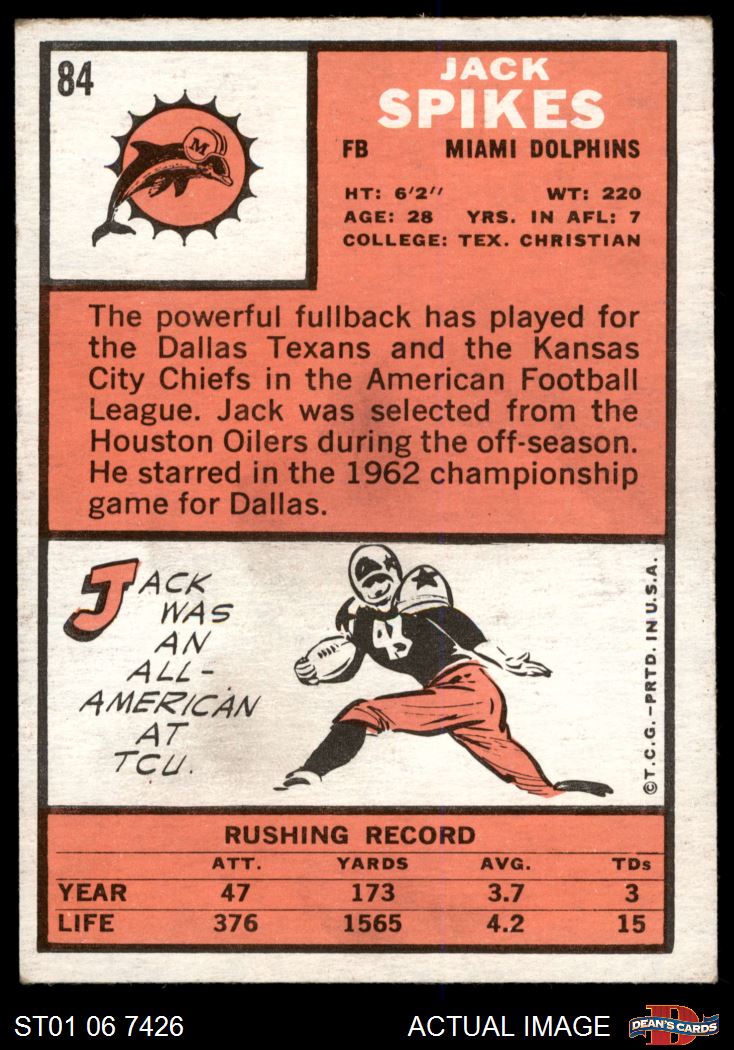 84
M
JACK
SPIKES
FB MIAMI DOLPHINS
HT: 6'2'' WT: 220
AGE: 28 YRS. IN AFL: 7
COLLEGE: TEX. CHRISTIAN
The powerful fullback has played for
the Dallas Texans and the Kansas
City Chiefs in the American Football
League. Jack was selected from the
Houston Oilers during the off-season.
He starred in the 1962 championship
game for Dallas.
JACK
WAS
AN
ALL-
AMERICAN
AT
TCU.
©T.C.G.-PRTD. IN U.S.A.
RUSHING RECORD
ATT. YARDS AVG. TDs
YEAR 47 173 3.7 3
LIFE 376 1565 4.2 15
ST01 06 7426 ACTUAL IMAGE
D
DEAN'S CARDS